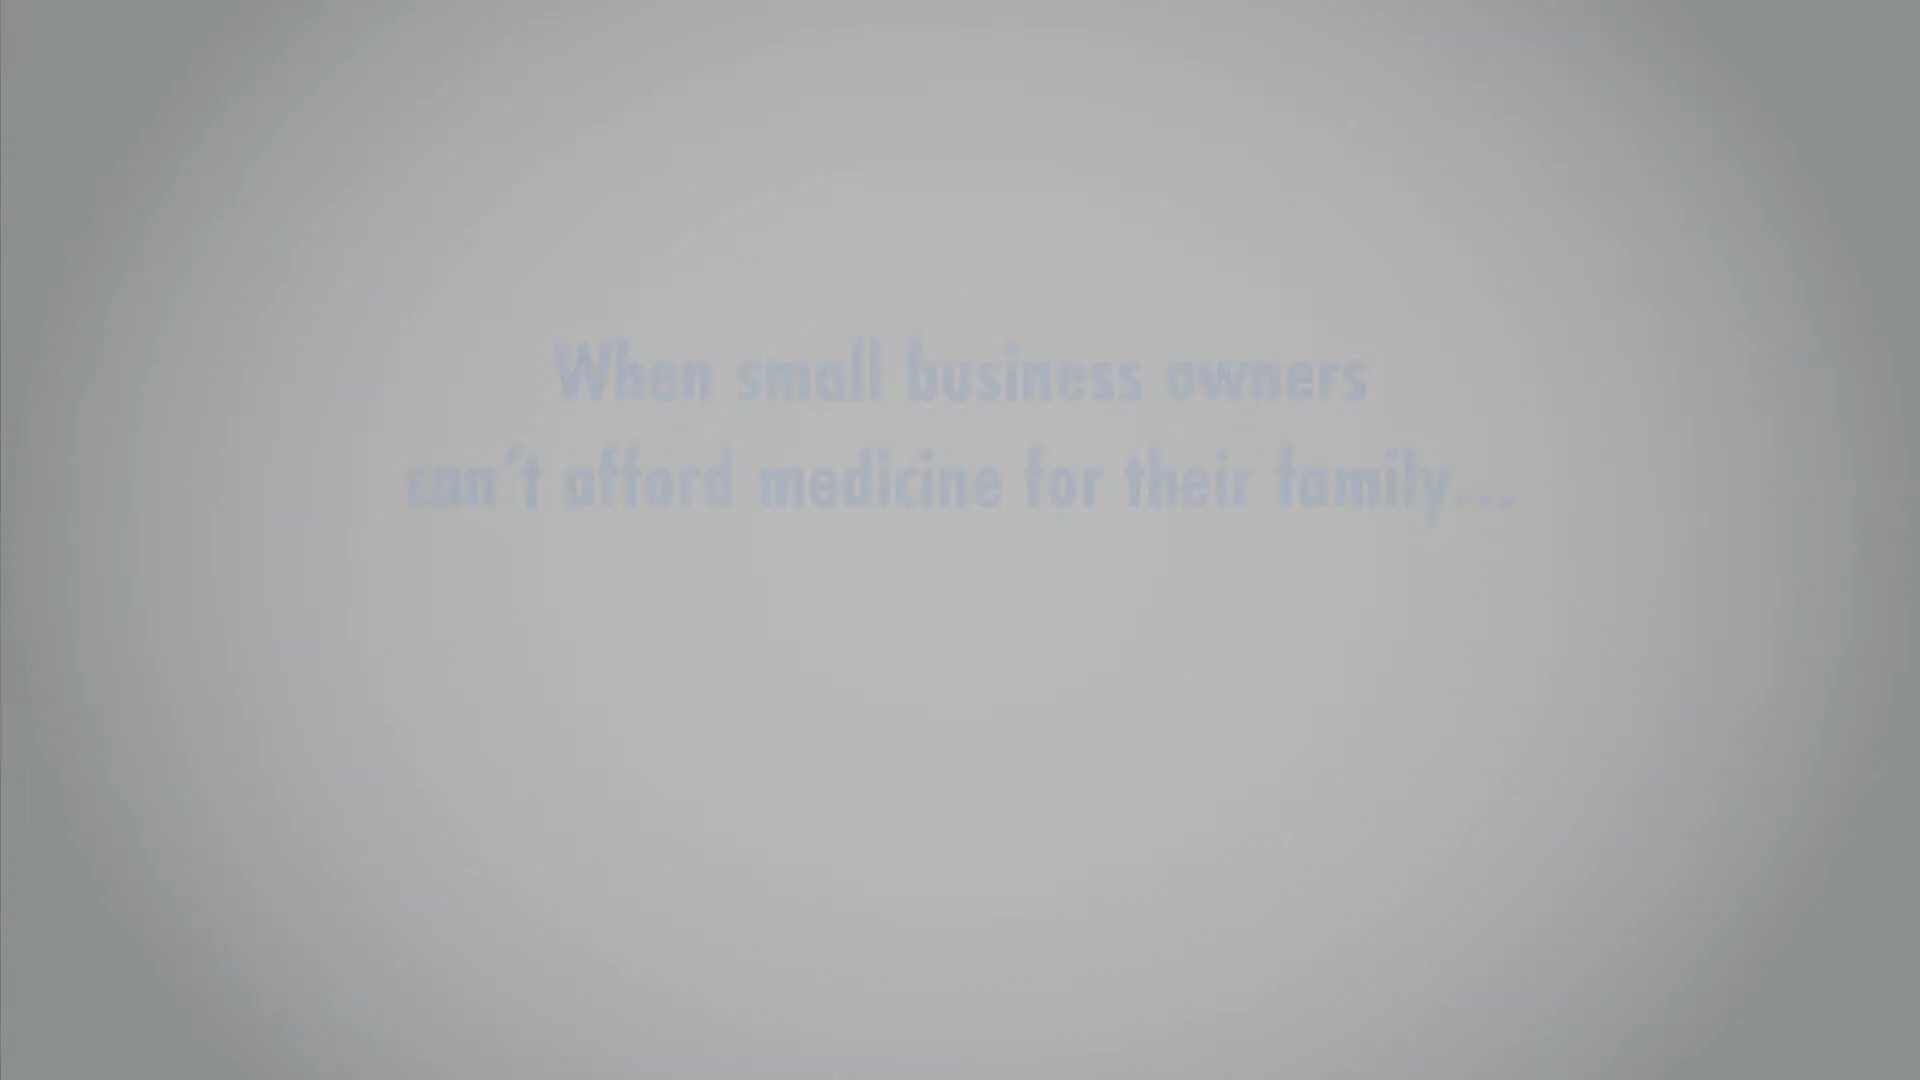 When small business owners
can't afford medicine for their family...